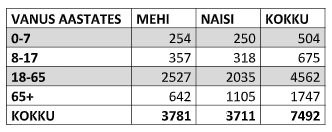 VANUS AASTATES MEHI NAISI KOKKU
0-7 254 250 504
8-17 357 318 675
18-65 2527 2035 4562
65+ 642 1105 1747
KOKKU 3781 3711 7492